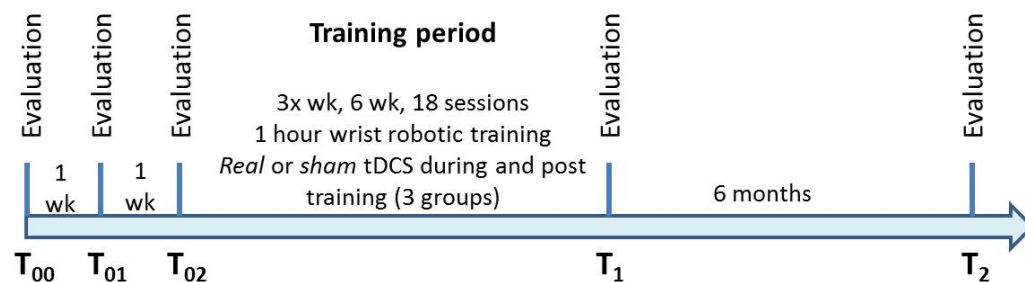 Evaluation
Evaluation
Evaluation
Training period
Evaluation
Evaluation
3x wk, 6 wk, 18 sessions
1 hour wrist robotic training
Real or sham tDCS during and post
training (3 groups)
1
wk
1
wk
6 months
T00
T01
T02
T1
T2